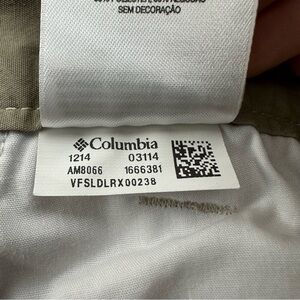 SEM DECORAÇÃO
Columbia
1214 03114
AM8066 1666381
VFSLDLRX00238